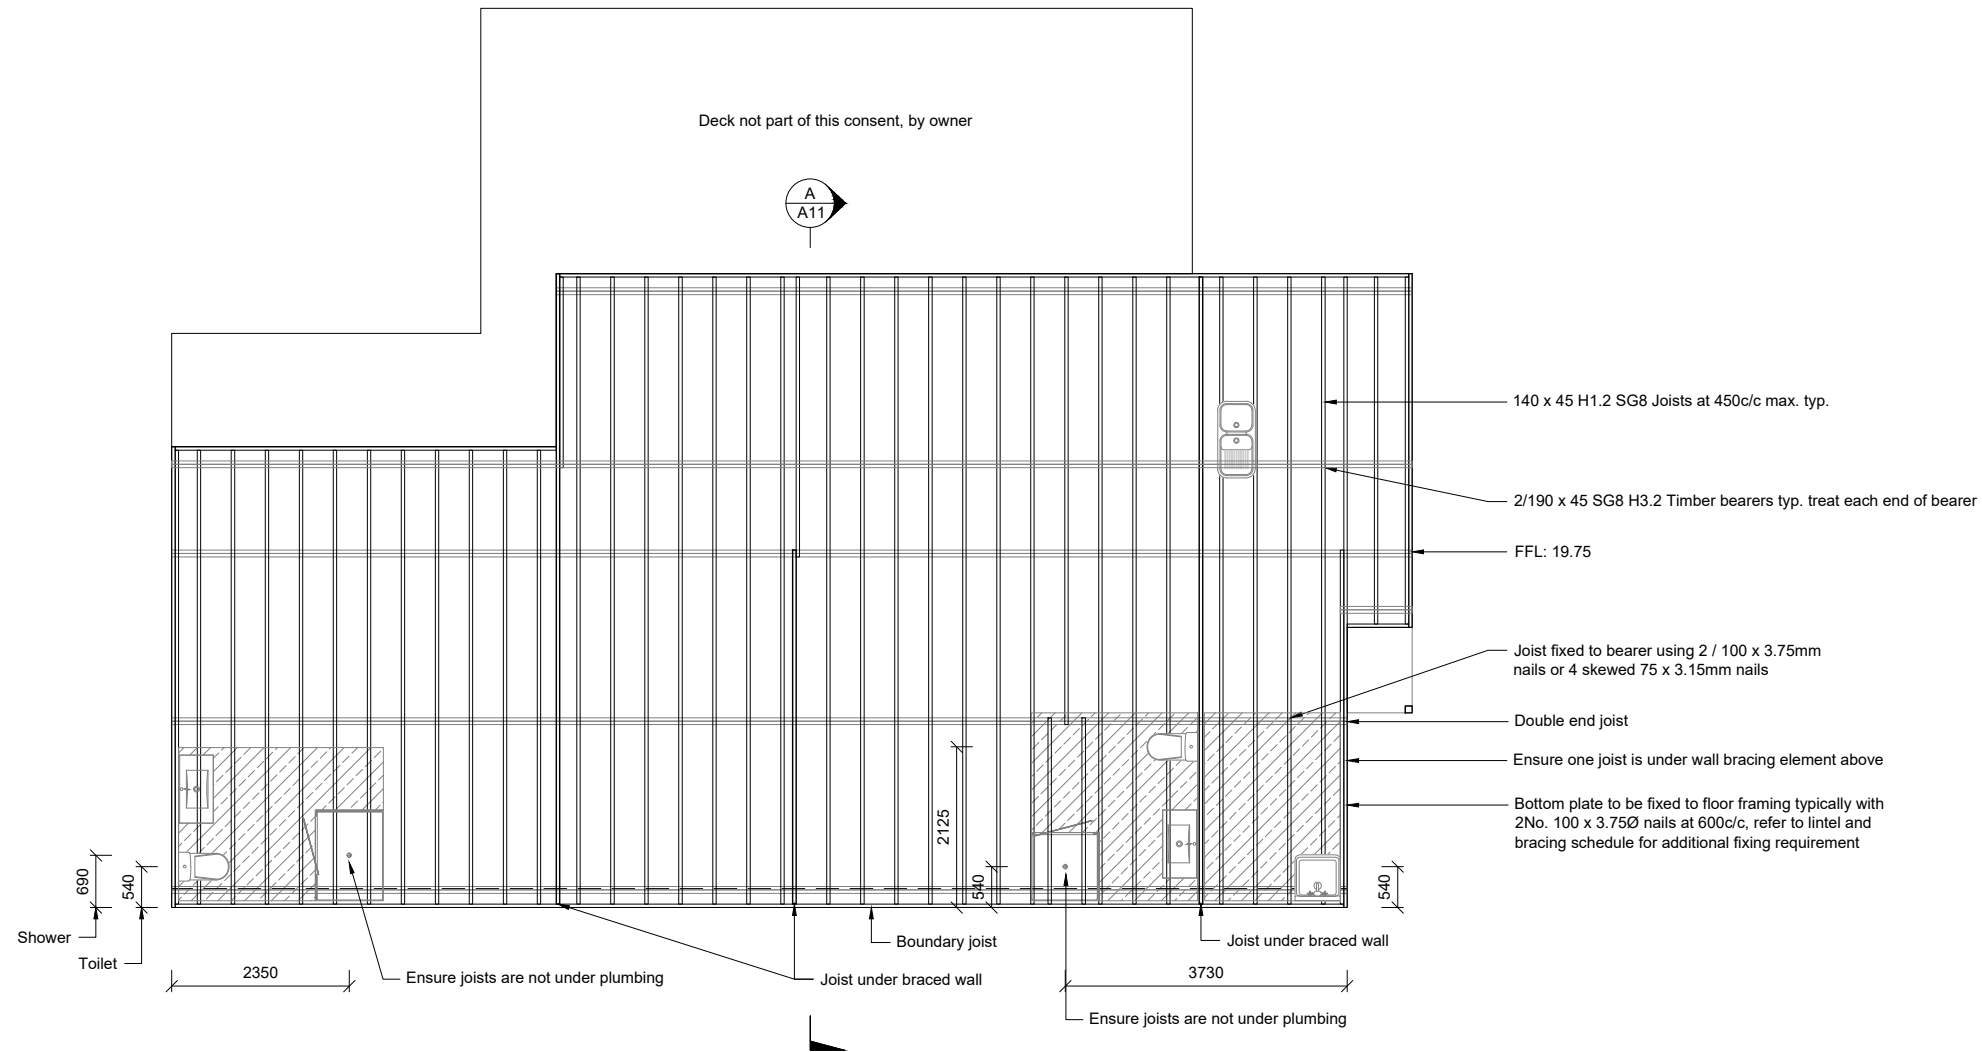 Deck not part of this consent, by owner
A
A11
140 x 45 H1.2 SG8 Joists at 450c/c max. typ.
2/190 x 45 SG8 H3.2 Timber bearers typ. treat each end of bearer
FFL: 19.75
Joist fixed to bearer using 2 / 100 x 3.75mm
nails or 4 skewed 75 x 3.15mm nails
Double end joist
Ensure one joist is under wall bracing element above
Bottom plate to be fixed to floor framing typically with
2No. 100 x 3.75Ø nails at 600c/c, refer to lintel and
bracing schedule for additional fixing requirement
2125
690
540
540
540
Shower
Toilet
Boundary joist
Joist under braced wall
2350
Ensure joists are not under plumbing
Joist under braced wall
3730
Ensure joists are not under plumbing